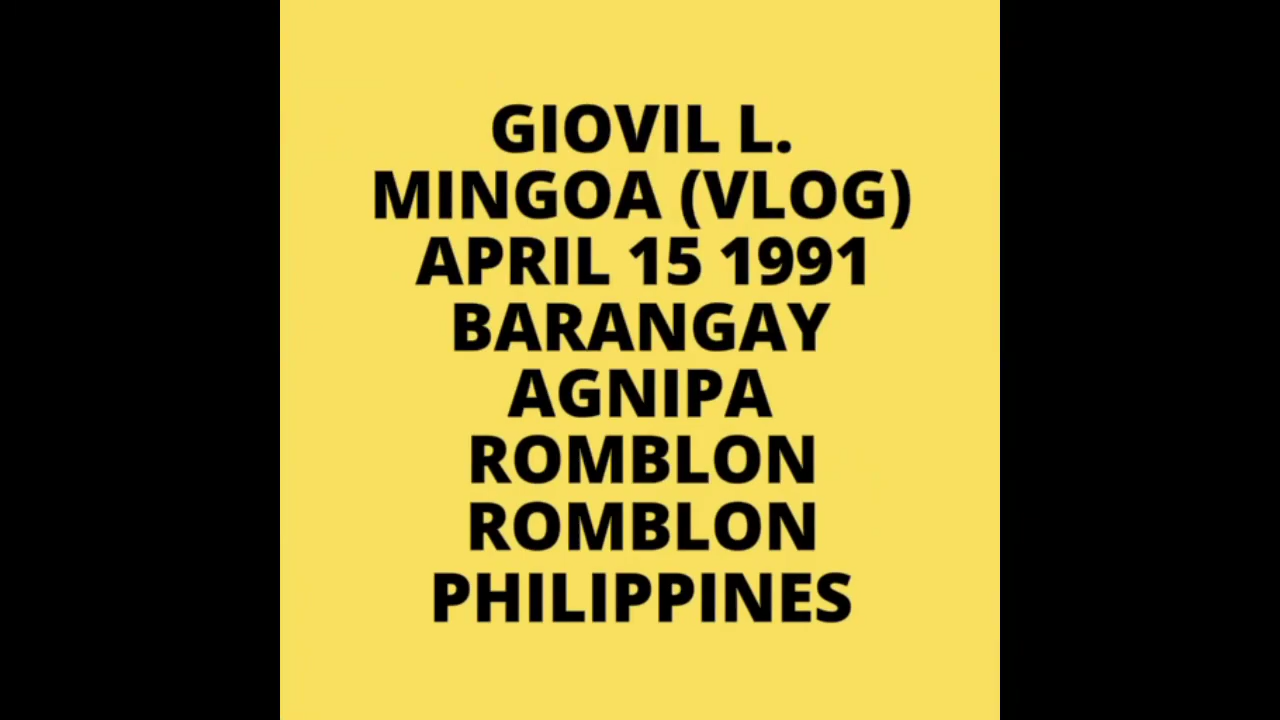 GIOVIL L.
MINGOA (VLOG)
APRIL 15 1991
BARANGAY
AGNIPA
ROMBLON
ROMBLON
PHILIPPINES